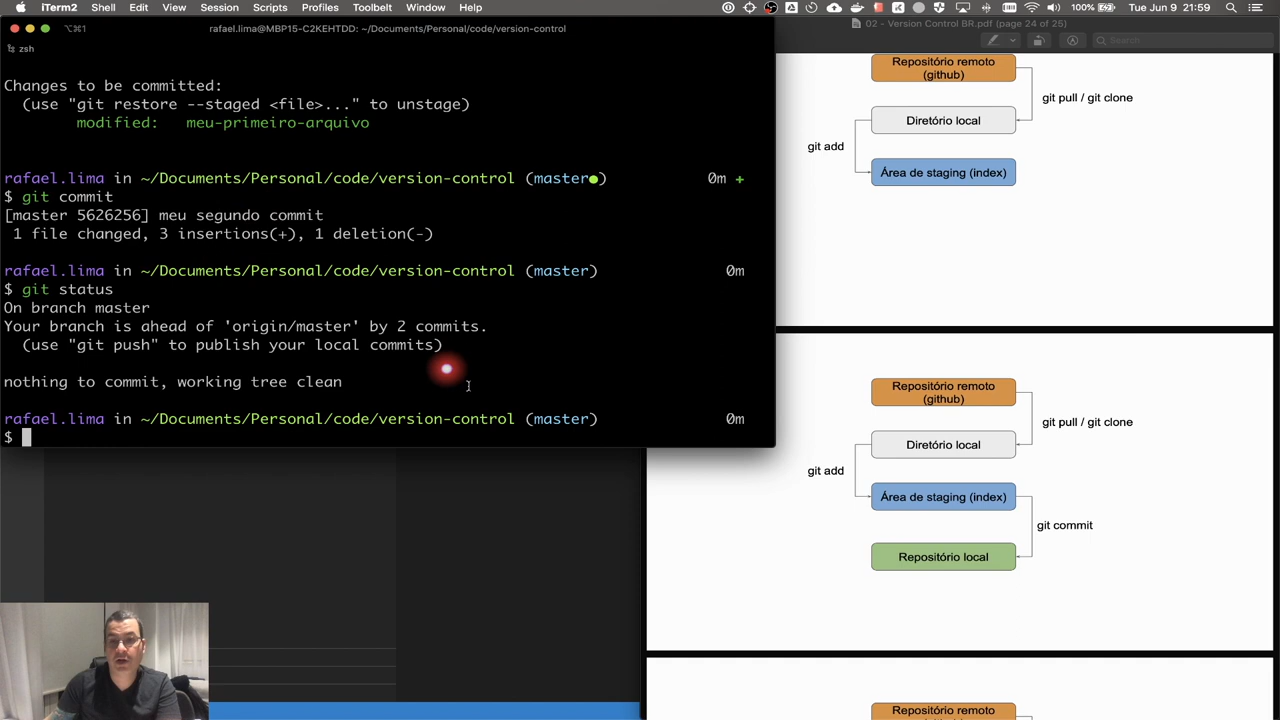 iTerm2 Shell Edit View Session Scripts Profiles Toolbelt Window Help
100% Tue Jun 9 21:59
⌥⌘1 rafael.lima@MBP15-C2KEHTDD: ~/Documents/Personal/code/version-control
zsh
Changes to be committed:
(use "git restore --staged <file>..." to unstage)
modified: meu-primeiro-arquivo
rafael.lima in ~/Documents/Personal/code/version-control (master●) 0m +
$ git commit
[master 5626256] meu segundo commit
1 file changed, 3 insertions(+), 1 deletion(-)
rafael.lima in ~/Documents/Personal/code/version-control (master) 0m
$ git status
On branch master
Your branch is ahead of 'origin/master' by 2 commits.
(use "git push" to publish your local commits)
nothing to commit, working tree clean
rafael.lima in ~/Documents/Personal/code/version-control (master) 0m
$
02 - Version Control BR.pdf (page 24 of 25)
Search
Repositório remoto
(github)
git pull / git clone
Diretório local
git add
Área de staging (index)
Repositório remoto
(github)
git pull / git clone
Diretório local
git add
Área de staging (index)
git commit
Repositório local
Repositório remoto